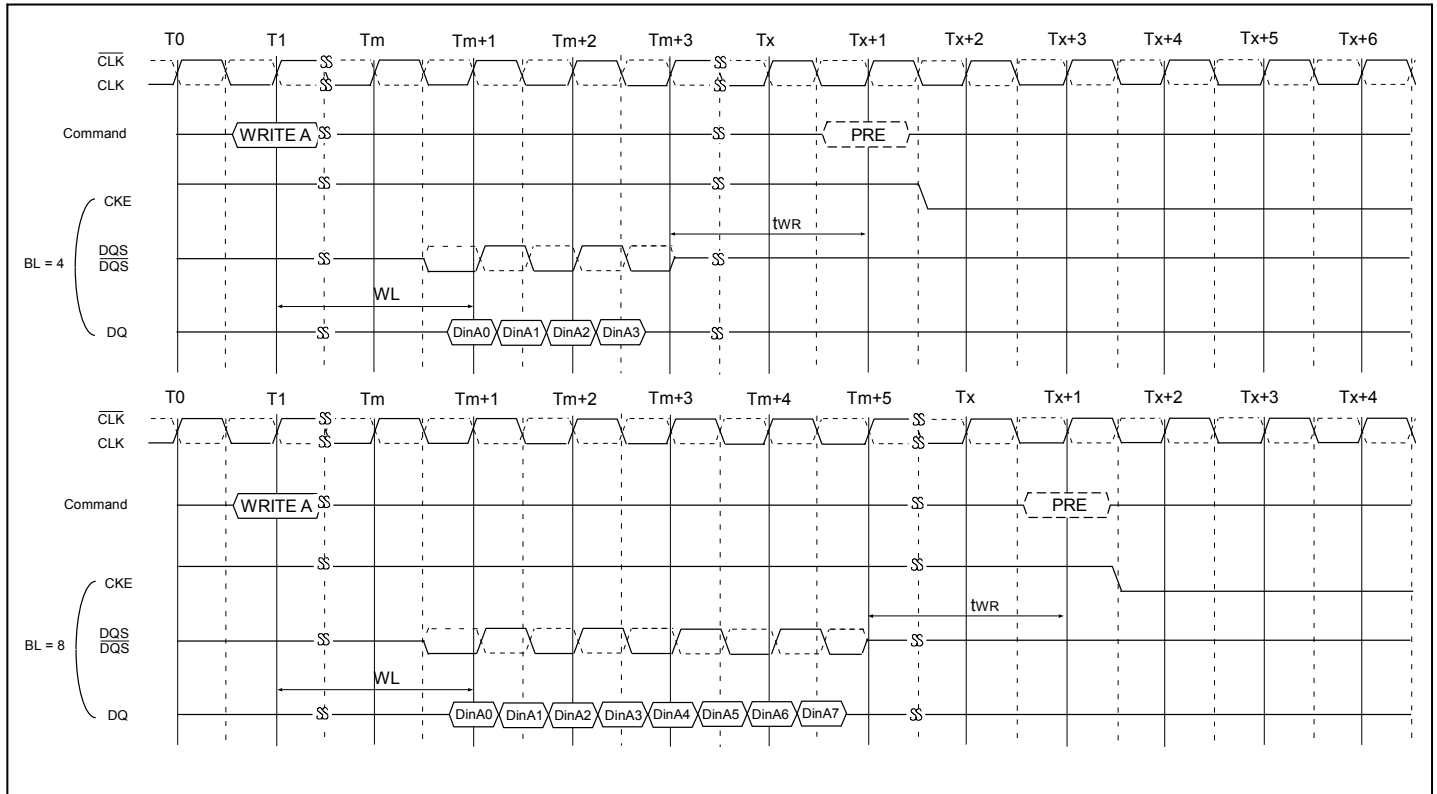 T0 T1 Tm Tm+1 Tm+2 Tm+3 Tx Tx+1 Tx+2 Tx+3 Tx+4 Tx+5 Tx+6
CLK
CLK
Command WRITE A PRE
CKE
tWR
DQS
BL = 4 DQS
WL
DQ DinA0 DinA1 DinA2 DinA3
T0 T1 Tm Tm+1 Tm+2 Tm+3 Tm+4 Tm+5 Tx Tx+1 Tx+2 Tx+3 Tx+4
CLK
CLK
Command WRITE A PRE
CKE
tWR
DQS
BL = 8 DQS
WL
DQ DinA0 DinA1 DinA2 DinA3 DinA4 DinA5 DinA6 DinA7